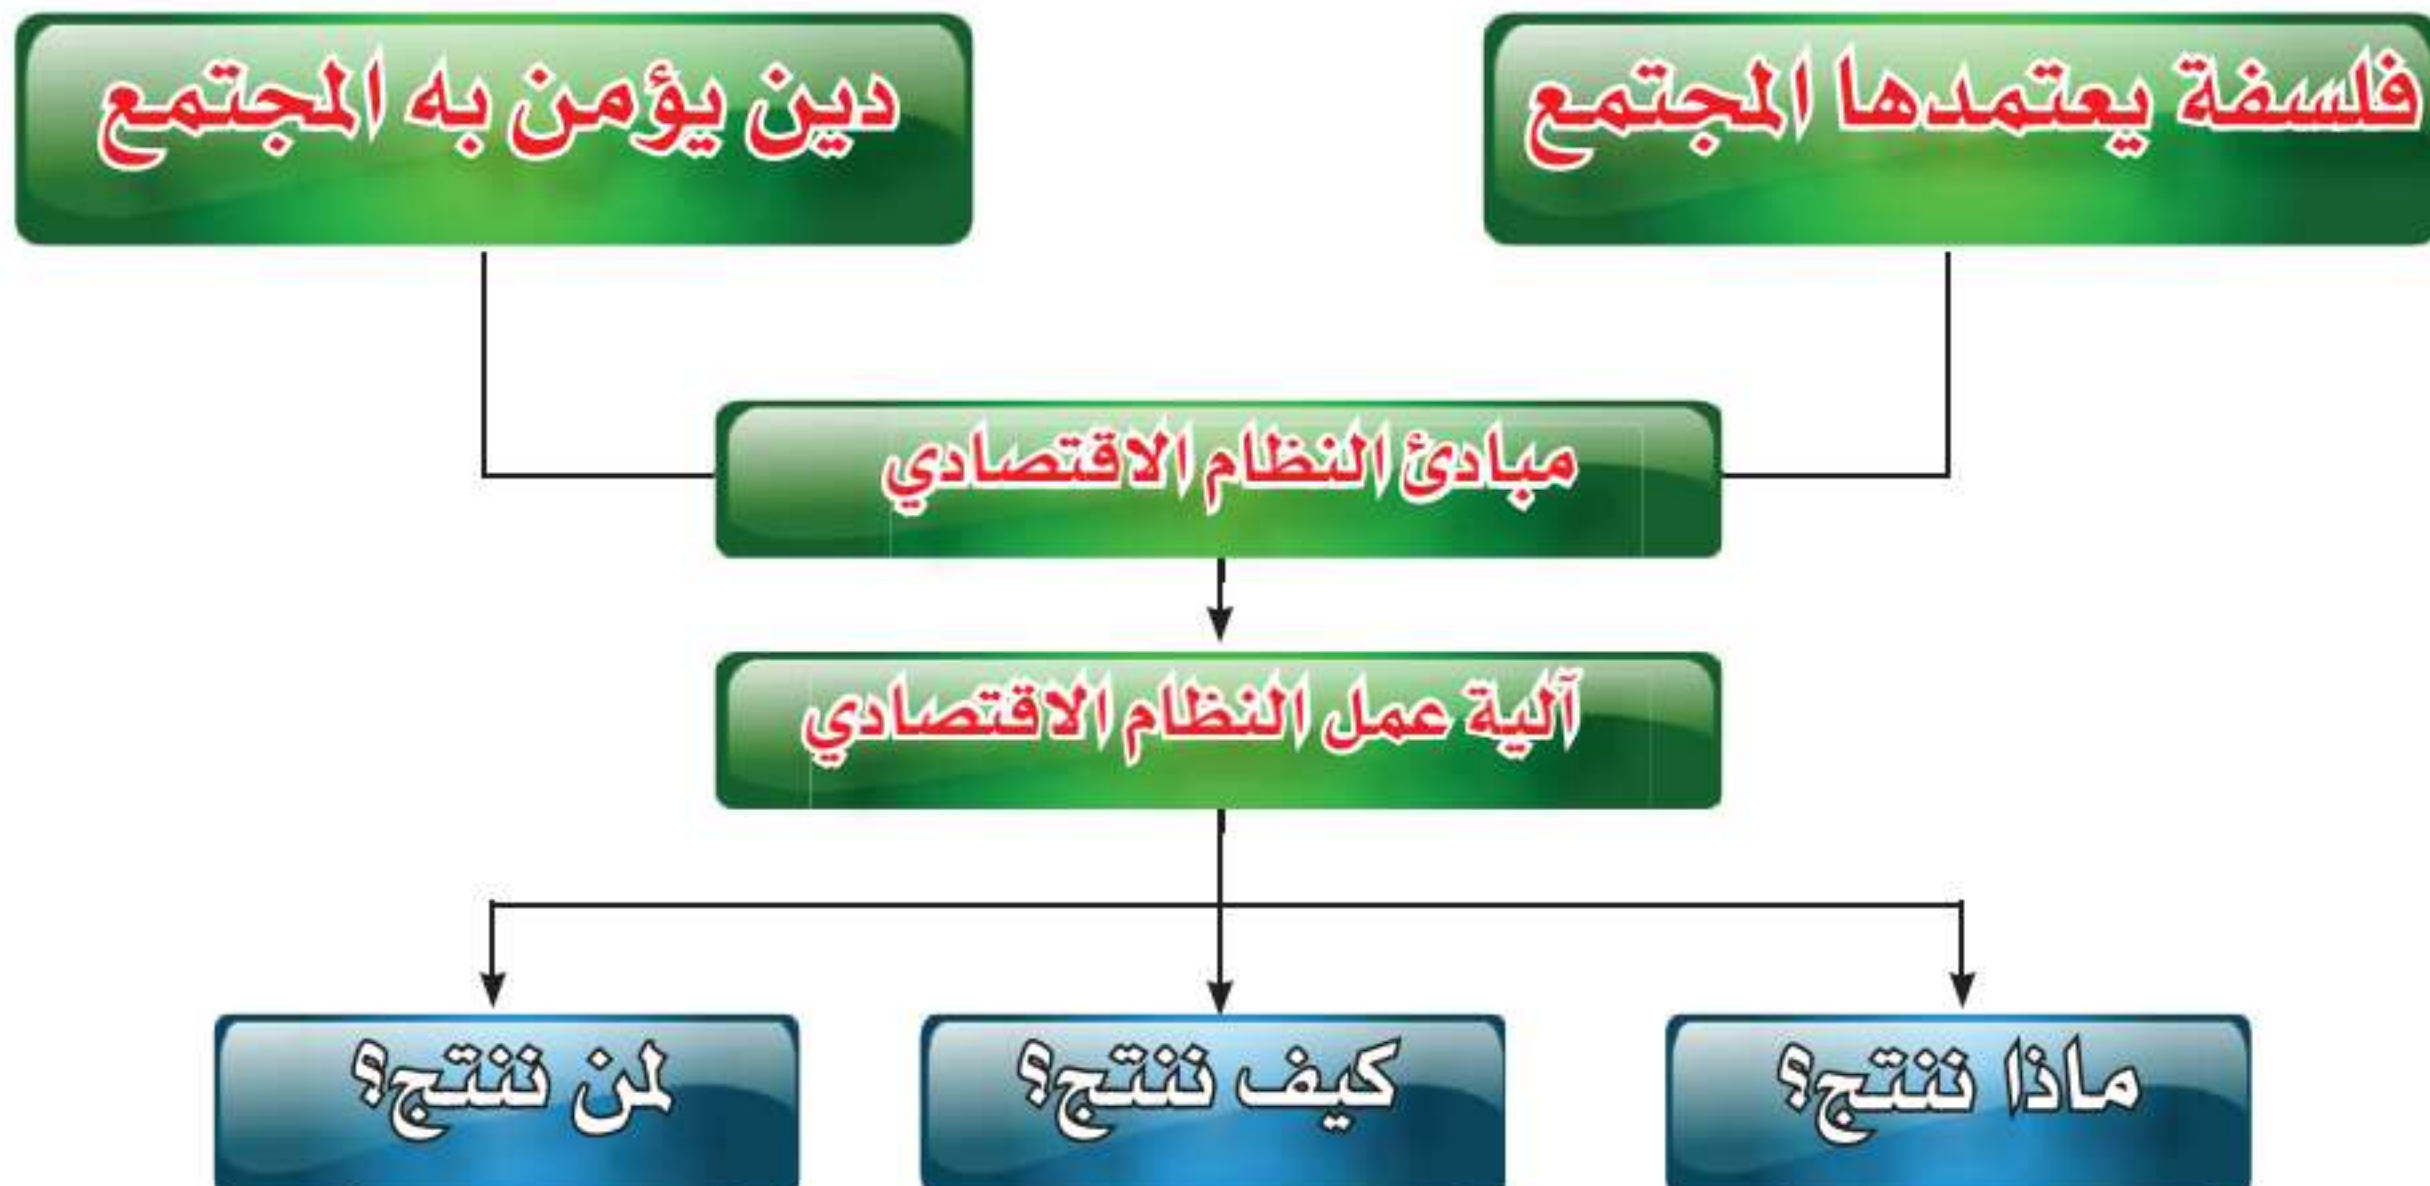 فلسفة يعتمدها المجتمع
دين يؤمن به المجتمع
مبادئ النظام الاقتصادي
آلية عمل النظام الاقتصادي
ماذا ننتج؟
كيف ننتج؟
لمن ننتج؟